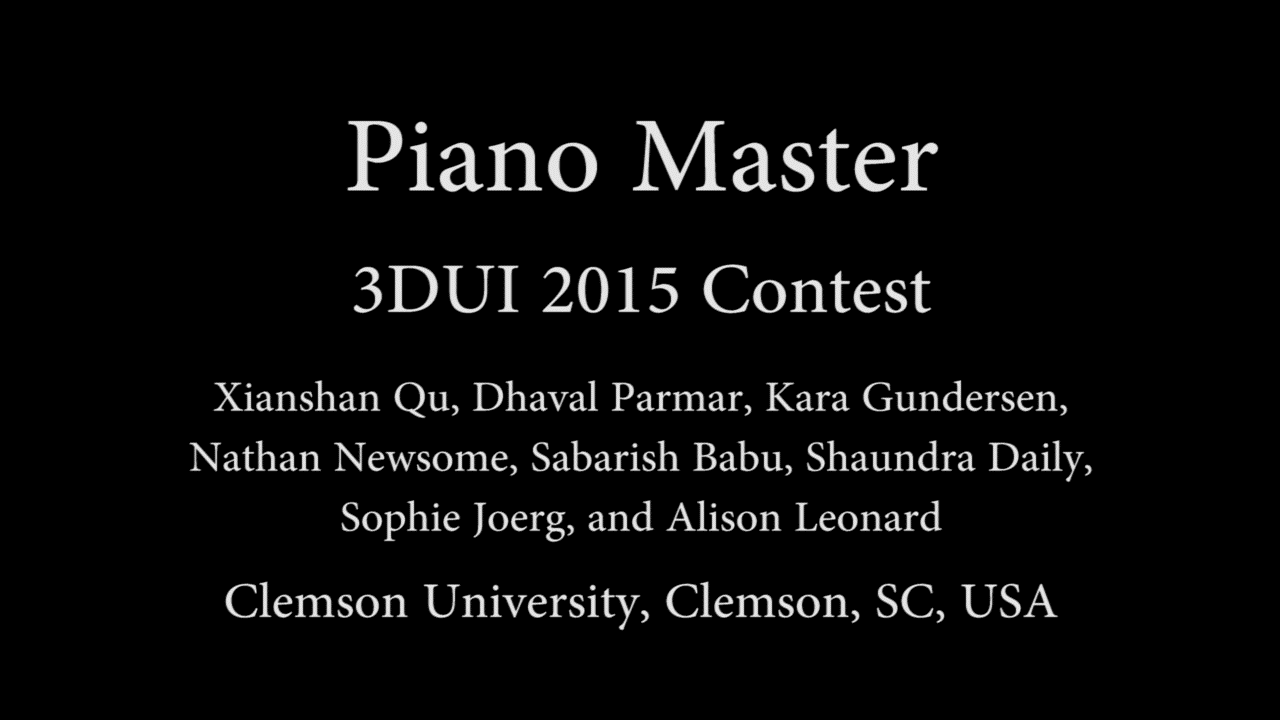 Piano Master
3DUI 2015 Contest
Xianshan Qu, Dhaval Parmar, Kara Gundersen,
Nathan Newsome, Sabarish Babu, Shaundra Daily,
Sophie Joerg, and Alison Leonard
Clemson University, Clemson, SC, USA